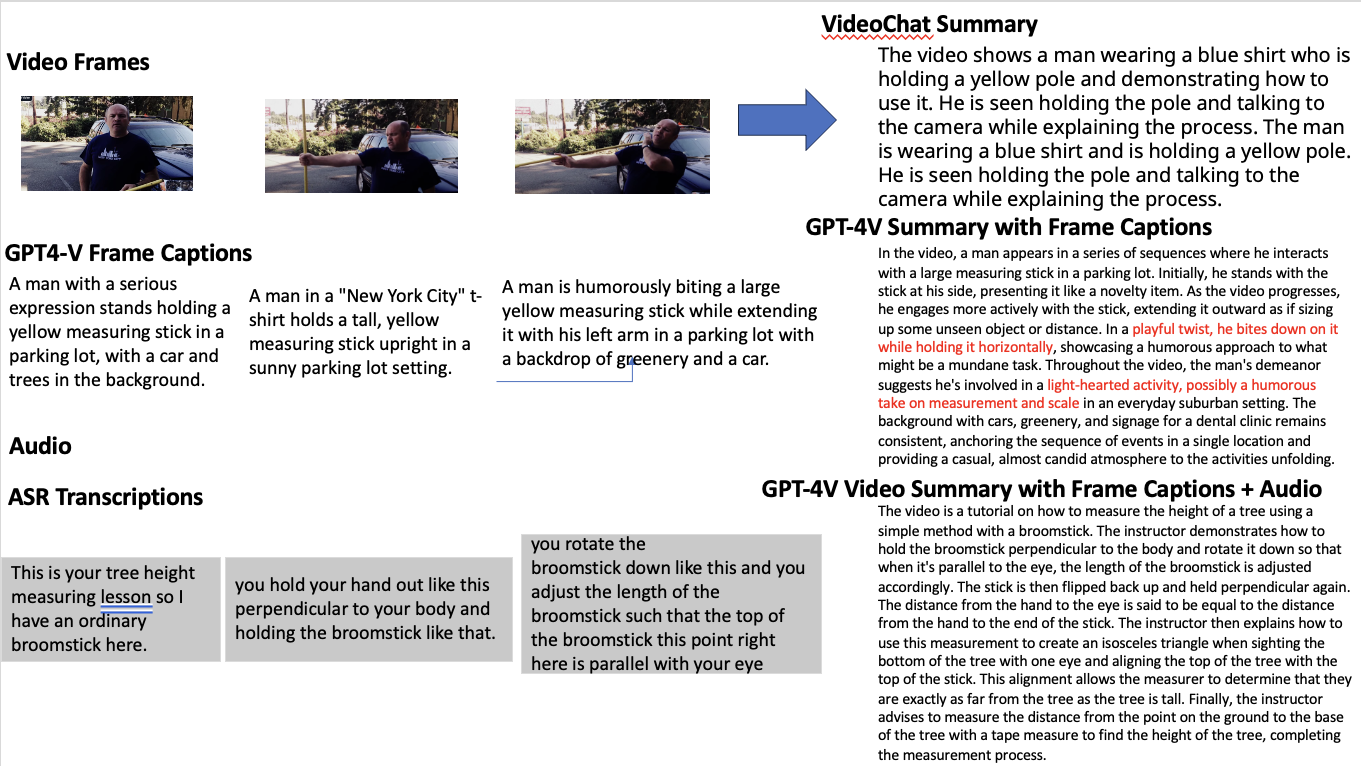 Video Frames
VideoChat Summary
The video shows a man wearing a blue shirt who is
holding a yellow pole and demonstrating how to
use it. He is seen holding the pole and talking to
the camera while explaining the process. The man
is wearing a blue shirt and is holding a yellow pole.
He is seen holding the pole and talking to the
camera while explaining the process.
GPT4-V Frame Captions
A man with a serious
expression stands holding a
yellow measuring stick in a
parking lot, with a car and
trees in the background.
A man in a "New York City" t-
shirt holds a tall, yellow
measuring stick upright in a
sunny parking lot setting.
A man is humorously biting a large
yellow measuring stick while extending
it with his left arm in a parking lot with
a backdrop of greenery and a car.
GPT-4V Summary with Frame Captions
In the video, a man appears in a series of sequences where he interacts
with a large measuring stick in a parking lot. Initially, he stands with the
stick at his side, presenting it like a novelty item. As the video progresses,
he engages more actively with the stick, extending it outward as if sizing
up some unseen object or distance. In a playful twist, he bites down on it
while holding it horizontally, showcasing a humorous approach to what
might be a mundane task. Throughout the video, the man's demeanor
suggests he's involved in a light-hearted activity, possibly a humorous
take on measurement and scale in an everyday suburban setting. The
background with cars, greenery, and signage for a dental clinic remains
consistent, anchoring the sequence of events in a single location and
providing a casual, almost candid atmosphere to the activities unfolding.
Audio
ASR Transcriptions
This is your tree height
measuring lesson so I
have an ordinary
broomstick here.
you hold your hand out like this
perpendicular to your body and
holding the broomstick like that.
you rotate the
broomstick down like this and you
adjust the length of the
broomstick such that the top of
the broomstick this point right
here is parallel with your eye
GPT-4V Video Summary with Frame Captions + Audio
The video is a tutorial on how to measure the height of a tree using a
simple method with a broomstick. The instructor demonstrates how to
hold the broomstick perpendicular to the body and rotate it down so that
when it's parallel to the eye, the length of the broomstick is adjusted
accordingly. The stick is then flipped back up and held perpendicular again.
The distance from the hand to the eye is said to be equal to the distance
from the hand to the end of the stick. The instructor then explains how to
use this measurement to create an isosceles triangle when sighting the
bottom of the tree with one eye and aligning the top of the tree with the
top of the stick. This alignment allows the measurer to determine that they
are exactly as far from the tree as the tree is tall. Finally, the instructor
advises to measure the distance from the point on the ground to the base
of the tree with a tape measure to find the height of the tree, completing
the measurement process.